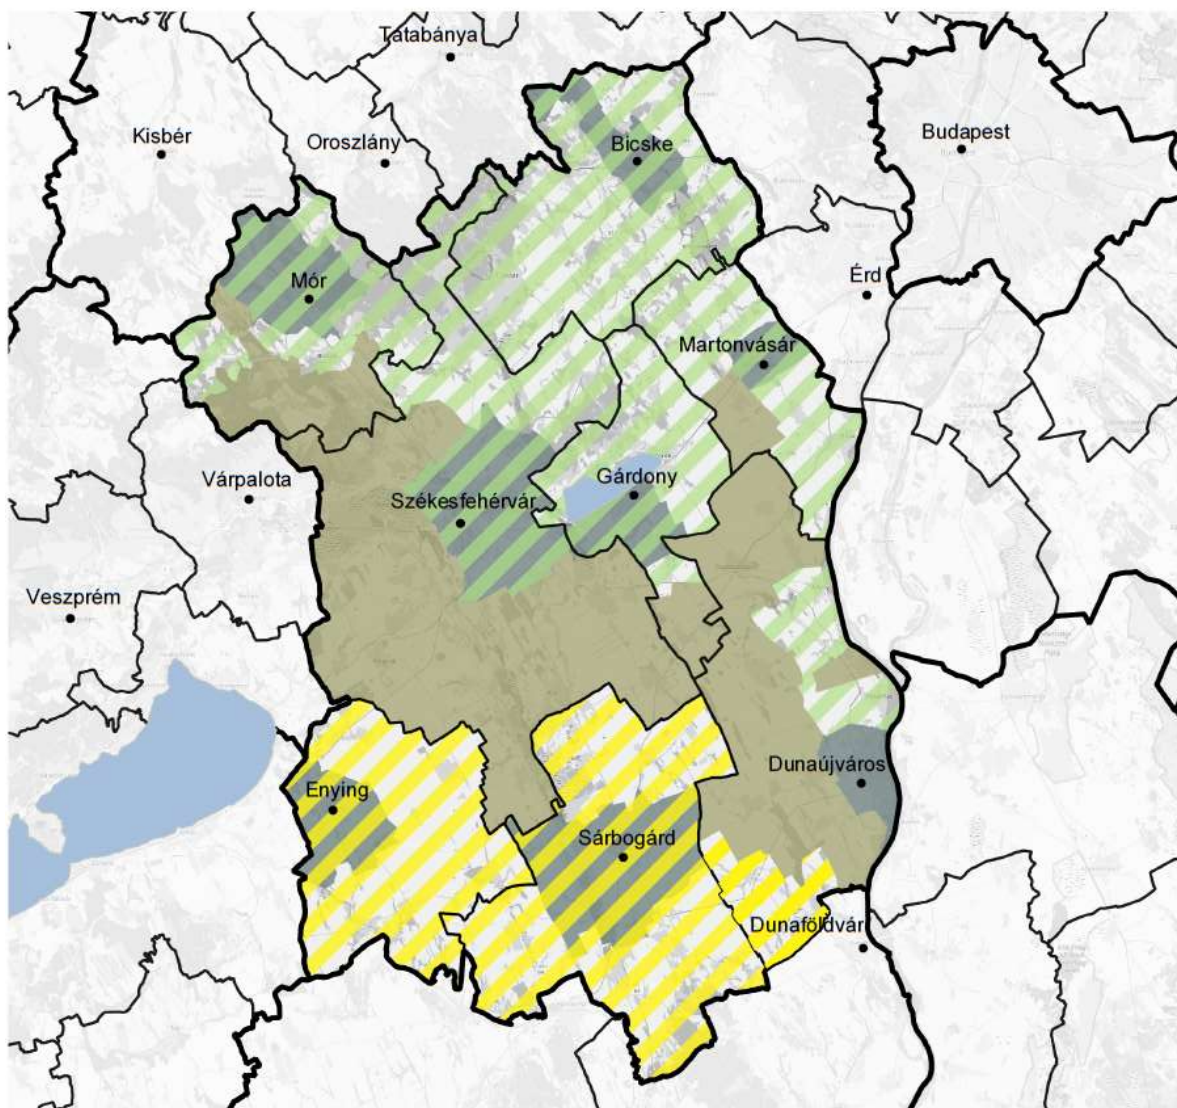 Tatabánya
Kisbér
Oroszlány
Bicske
Budapest
Mór
Érd
Martonvásár
Várpalota
Gárdony
Székesfehérvár
Veszprém
Enying
Dunaújváros
Sárbogárd
Dunaföldvár